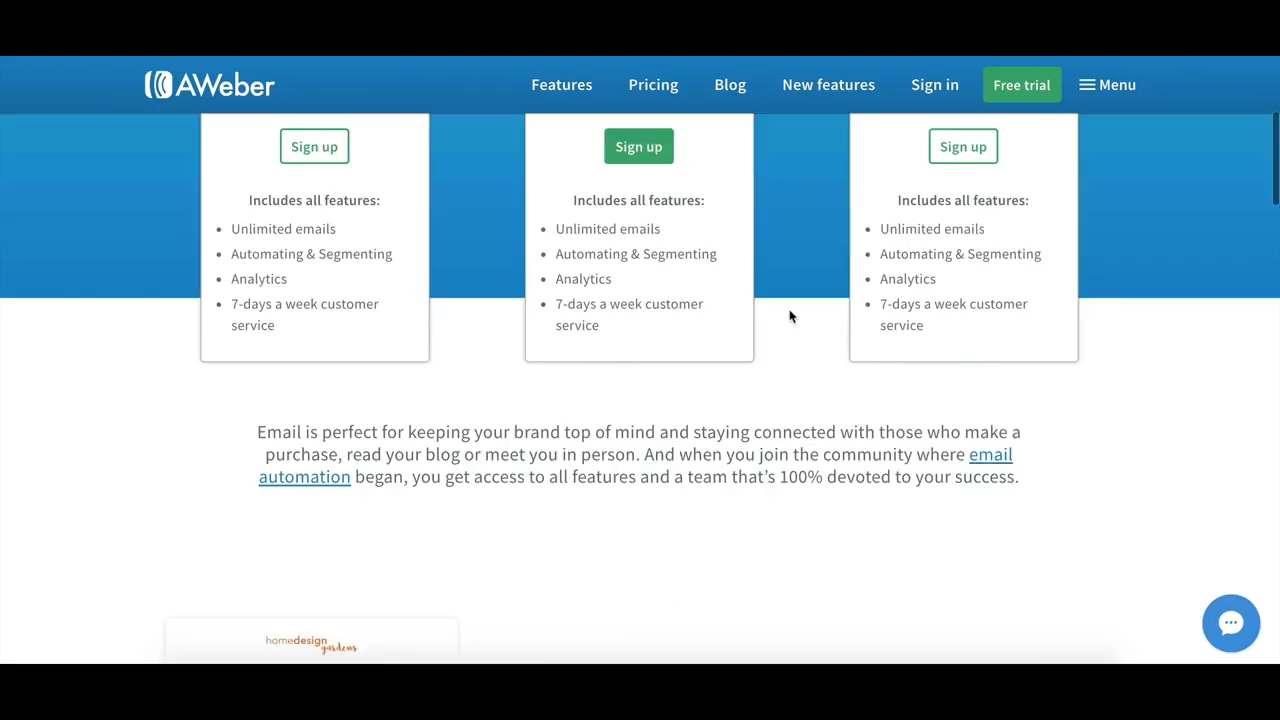 AWeber
Features
Pricing
Blog
New features
Sign in
Free trial
Menu
Sign up
Includes all features:
Unlimited emails
Automating & Segmenting
Analytics
7-days a week customer
service
Sign up
Includes all features:
Unlimited emails
Automating & Segmenting
Analytics
7-days a week customer
service
Sign up
Includes all features:
Unlimited emails
Automating & Segmenting
Analytics
7-days a week customer
service
Email is perfect for keeping your brand top of mind and staying connected with those who make a
purchase, read your blog or meet you in person. And when you join the community where email
automation began, you get access to all features and a team that’s 100% devoted to your success.
homedesign
gardens